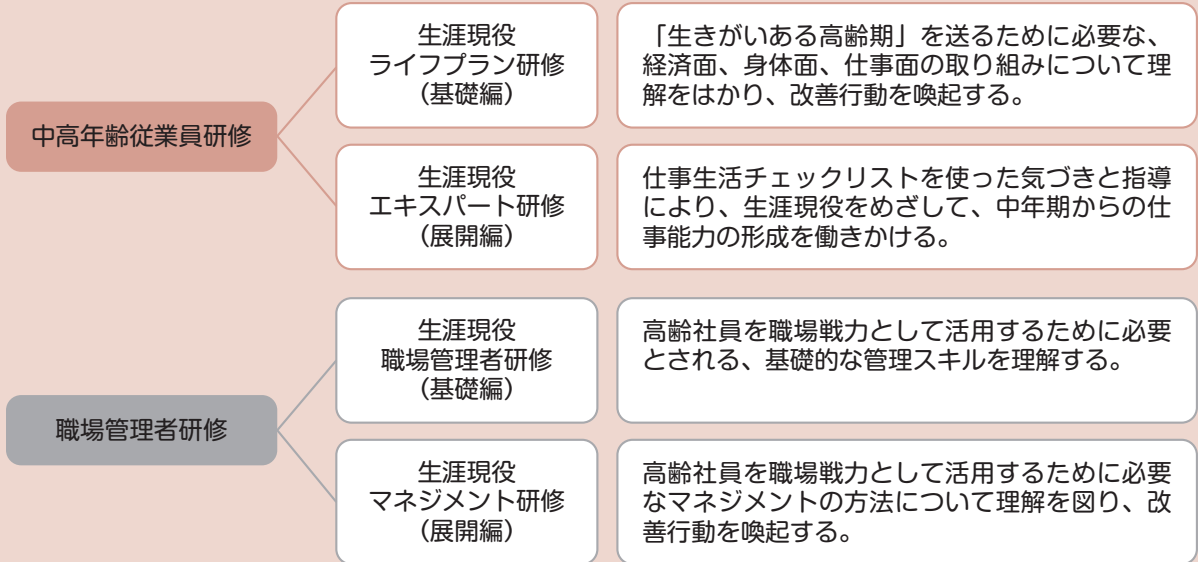 中高年齢従業員研修
生涯現役
ライフプラン研修
(基礎編)
「生きがいある高齢期」を送るために必要な、
経済面、身体面、仕事面の取り組みについて理
解をはかり、改善行動を喚起する。
生涯現役
エキスパート研修
(展開編)
仕事生活チェックリストを使った気づきと指導
により、生涯現役をめざして、中年期からの仕
事能力の形成を働きかける。
職場管理者研修
生涯現役
職場管理者研修
(基礎編)
高齢社員を職場戦力として活用するために必要
とされる、基礎的な管理スキルを理解する。
生涯現役
マネジメント研修
(展開編)
高齢社員を職場戦力として活用するために必要
なマネジメントの方法について理解を図り、改
善行動を喚起する。